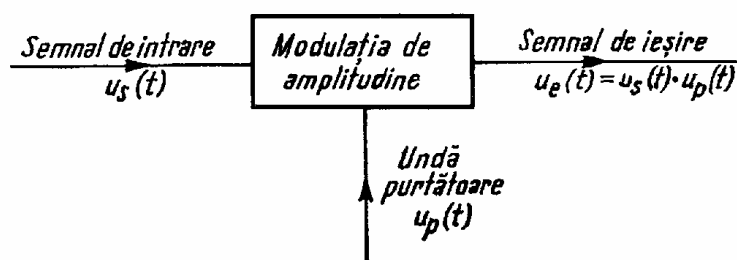 Semnal de intrare
u_s(t)
Modulația de
amplitudine
Semnal de ieșire
u_e(t) = u_s(t)·u_p(t)
Undă
purtătoare
u_p(t)